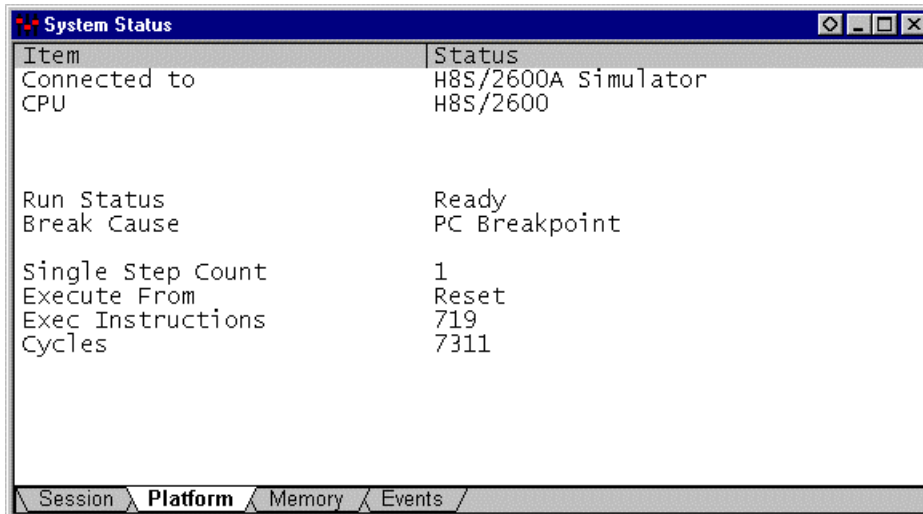 System Status
Item Status
Connected to H8S/2600A Simulator
CPU H8S/2600
Run Status Ready
Break Cause PC Breakpoint
Single Step Count 1
Execute From Reset
Exec Instructions 719
Cycles 7311
Session Platform Memory Events